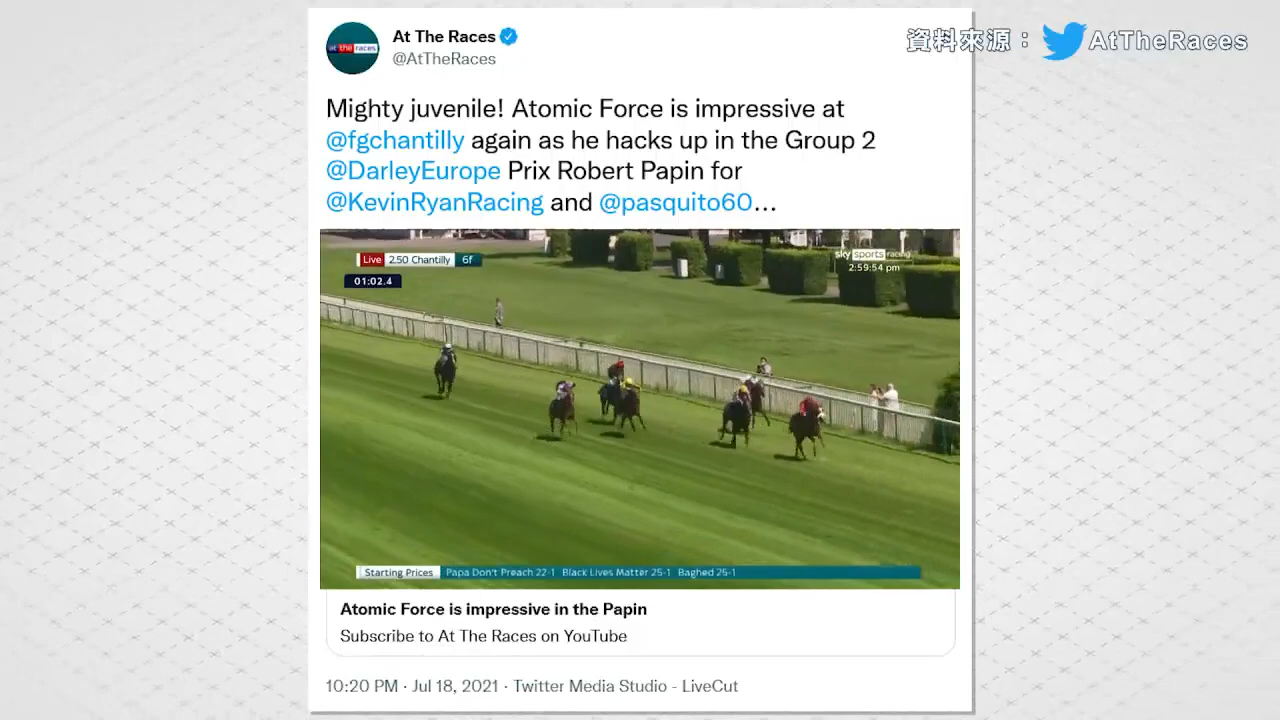 資料來源：AtTheRaces
at the races
At The Races
@AtTheRaces
Mighty juvenile! Atomic Force is impressive at
@fgchantilly again as he hacks up in the Group 2
@DarleyEurope Prix Robert Papin for
@KevinRyanRacing and @pasquito60...
Live 2.50 Chantilly 6f
01:02.4
sky sports racing
2:59:54 pm
Starting Prices Papa Don't Preach 22-1 Black Lives Matter 25-1 Baghed 25-1
Atomic Force is impressive in the Papin
Subscribe to At The Races on YouTube
10:20 PM · Jul 18, 2021 · Twitter Media Studio - LiveCut